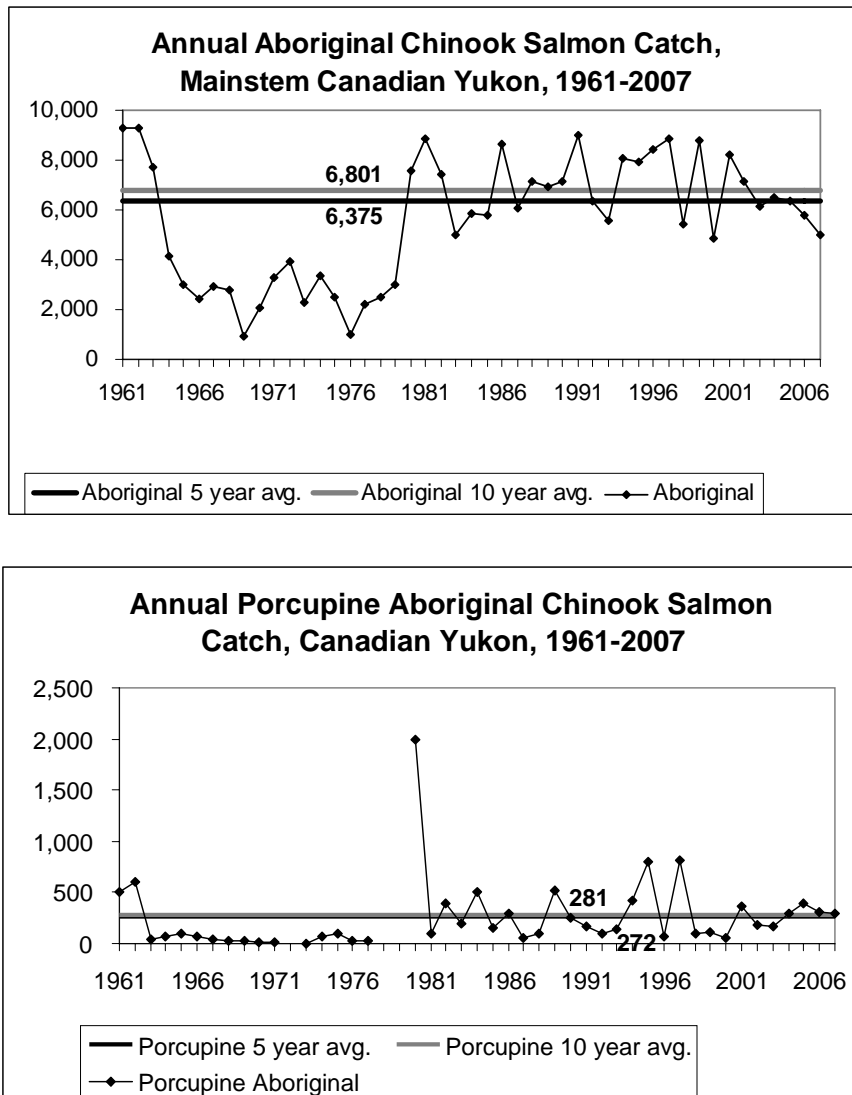 Annual Aboriginal Chinook Salmon Catch,
Mainstem Canadian Yukon, 1961-2007
10,000
8,000
6,801
6,000
6,375
4,000
2,000
0
1961 1966 1971 1976 1981 1986 1991 1996 2001 2006
Aboriginal 5 year avg. Aboriginal 10 year avg. Aboriginal
Annual Porcupine Aboriginal Chinook Salmon
Catch, Canadian Yukon, 1961-2007
2,500
2,000
1,500
1,000
500
281
0
272
1961 1966 1971 1976 1981 1986 1991 1996 2001 2006
Porcupine 5 year avg. Porcupine 10 year avg.
Porcupine Aboriginal